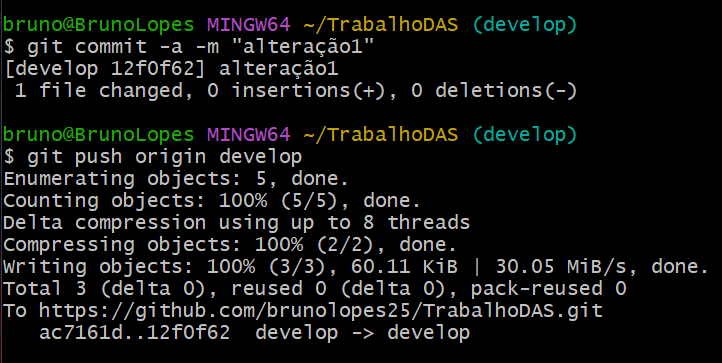 bruno@BrunoLopes MINGW64 ~/TrabalhoDAS (develop)
$ git commit -a -m "alteração1"
[develop 12f0f62] alteração1
 1 file changed, 0 insertions(+), 0 deletions(-)

bruno@BrunoLopes MINGW64 ~/TrabalhoDAS (develop)
$ git push origin develop
Enumerating objects: 5, done.
Counting objects: 100% (5/5), done.
Delta compression using up to 8 threads
Compressing objects: 100% (2/2), done.
Writing objects: 100% (3/3), 60.11 KiB | 30.05 MiB/s, done.
Total 3 (delta 0), reused 0 (delta 0), pack-reused 0
To https://github.com/brunolopes25/TrabalhoDAS.git
   ac7161d..12f0f62  develop -> develop